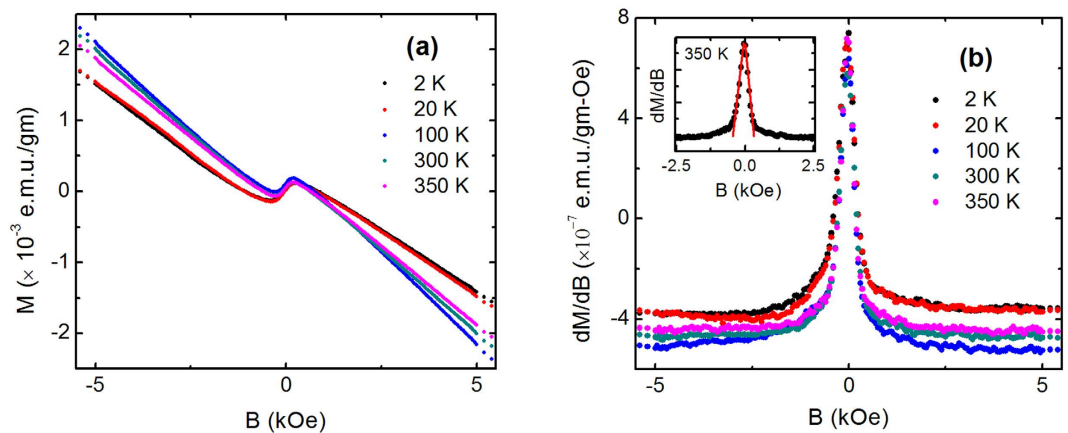 (a)
2 K
20 K
100 K
300 K
350 K
M (× 10⁻³ e.m.u./gm)
2
1
0
-1
-2
-5
0
5
B (kOe)
(b)
2 K
20 K
100 K
300 K
350 K
dM/dB (×10⁻⁷ e.m.u./gm-Oe)
8
4
0
-4
-5
0
5
B (kOe)
350 K
dM/dB
-2.5
0.0
2.5
B (kOe)